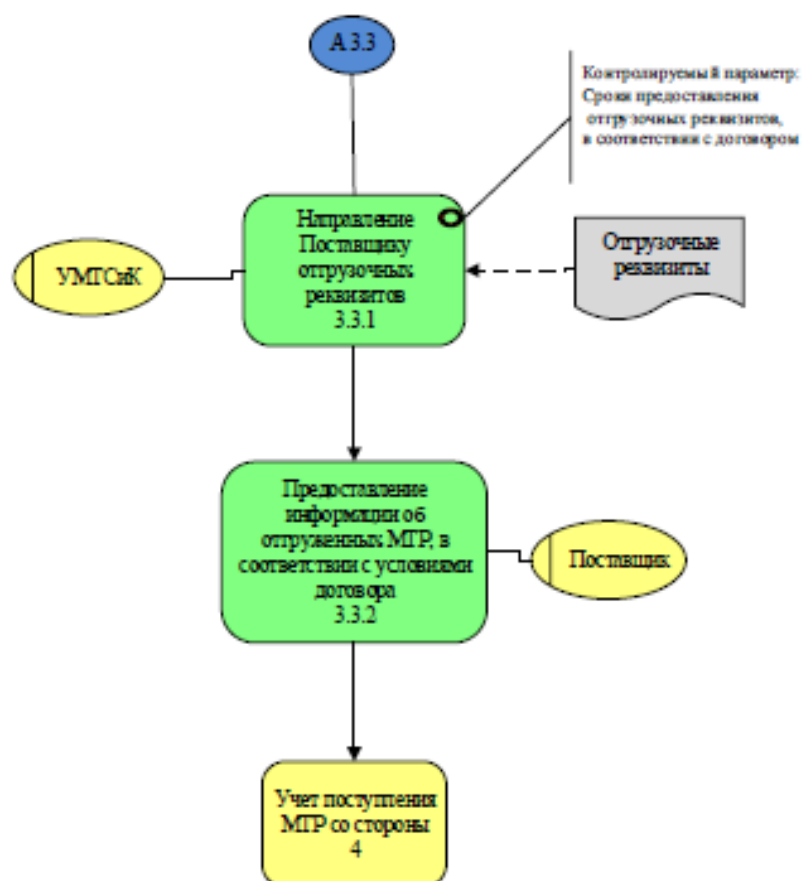 А 3.3
Контролируемый параметр:
Сроки предоставления
отгрузочных реквизитов,
в соответствии с договором
Направление
Поставщику
отгрузочных
реквизитов
3.3.1
УМТСиК
Отгрузочные
реквизиты
Предоставление
информации об
отгруженных МТР, в
соответствии с условиями
договора
3.3.2
Поставщик
Учет поступления
МТР со стороны
4